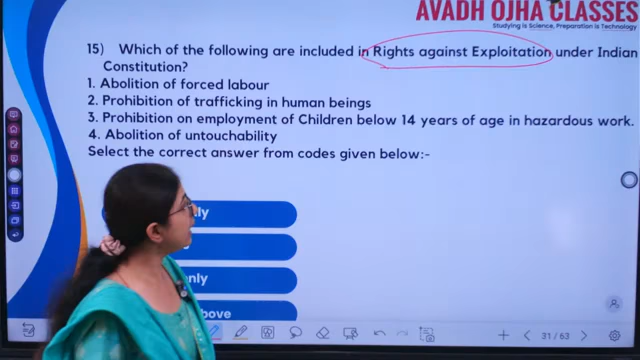 AVADH OJHA CLASSES
Studying is Science, Preparation is Technology
15) Which of the following are included in Rights against Exploitation under Indian
Constitution?
1. Abolition of forced labour
2. Prohibition of trafficking in human beings
3. Prohibition on employment of Children below 14 years of age in hazardous work.
4. Abolition of untouchability
Select the correct answer from codes given below:-
31 / 63